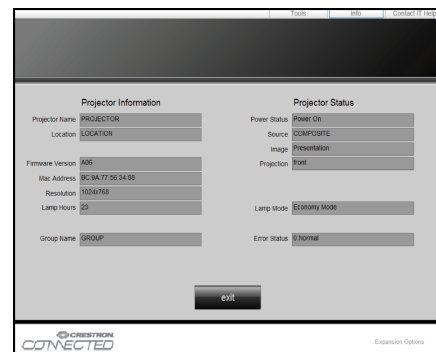 Tools Info Contact IT Help
Projector Information
Projector Name PROJECTOR
Location LOCATION
Firmware Version A06
Mac Address BC:9A:77:56:34:88
Resolution 1024x768
Lamp Hours 23
Group Name GROUP
Projector Status
Power Status Power On.
Source COMPOSITE
Image Presentation
Projection front
Lamp Mode Economy Mode
Error Status 0:Normal
exit
CRESTRON
CONNECTED
Expansion Options